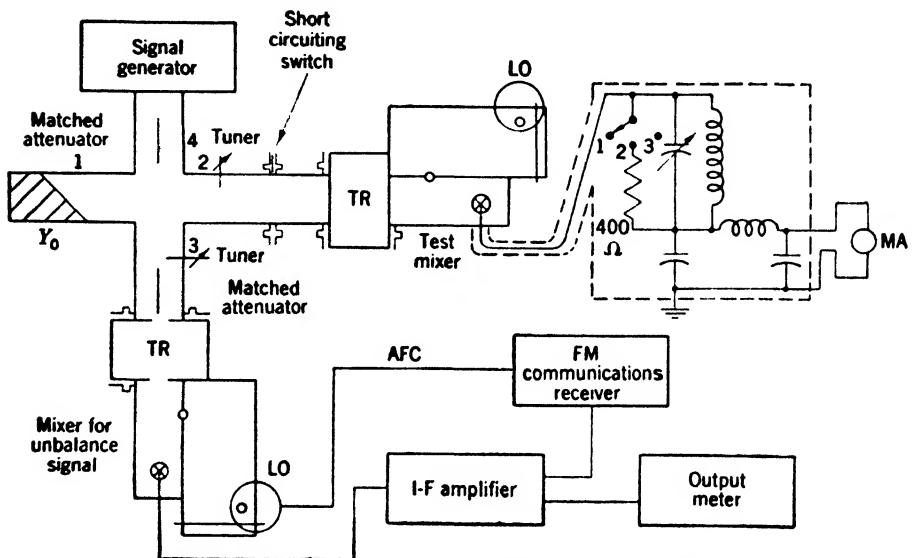 Signal
generator
Short
circuiting
switch
LO
Matched
attenuator
1
4
Tuner
2
Y₀
TR
Test
mixer
1
2
3
400
Ω
MA
3
Tuner
Matched
attenuator
TR
AFC
FM
communications
receiver
Mixer for
unbalance
signal
LO
I-F amplifier
Output
meter